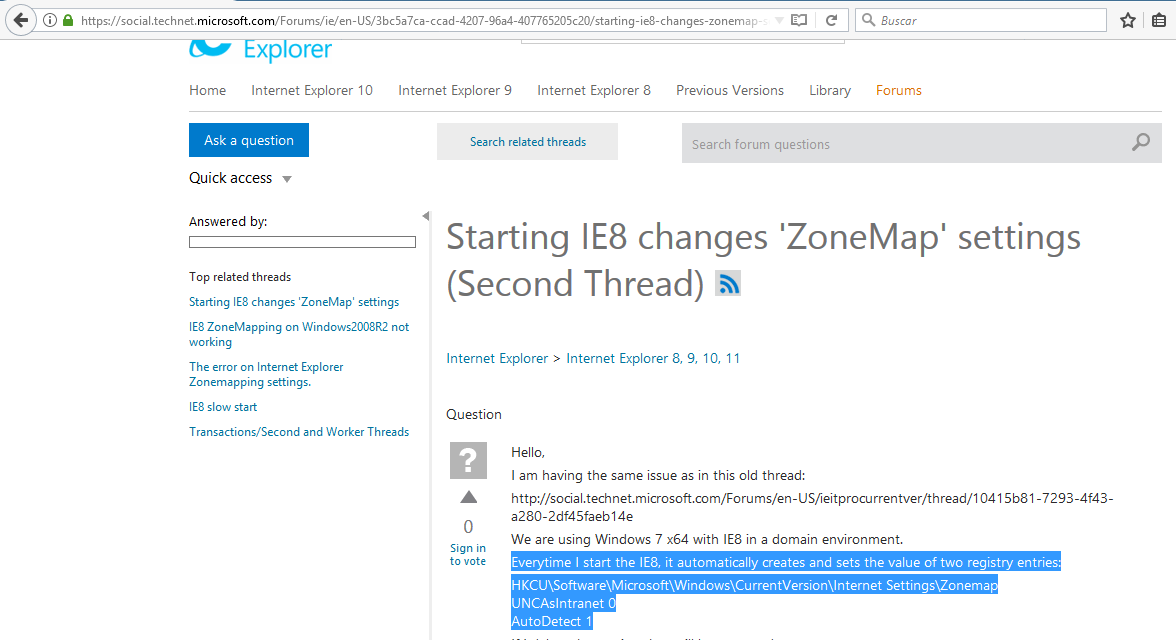 https://social.technet.microsoft.com/Forums/ie/en-US/3bc5a7ca-ccad-4207-96a4-407765205c20/starting-ie8-changes-zonemap-s
Buscar
Explorer
Home Internet Explorer 10 Internet Explorer 9 Internet Explorer 8 Previous Versions Library Forums
Ask a question
Search related threads
Search forum questions
Quick access
Answered by:
Top related threads
Starting IE8 changes 'ZoneMap' settings
IE8 ZoneMapping on Windows2008R2 not
working
The error on Internet Explorer
Zonemapping settings.
IE8 slow start
Transactions/Second and Worker Threads
Starting IE8 changes 'ZoneMap' settings
(Second Thread)
Internet Explorer > Internet Explorer 8, 9, 10, 11
Question
?
0
Sign in
to vote
Hello,
I am having the same issue as in this old thread:
http://social.technet.microsoft.com/Forums/en-US/ieitprocurrentver/thread/10415b81-7293-4f43-
a280-2df45faeb14e
We are using Windows 7 x64 with IE8 in a domain environment.
Everytime I start the IE8, it automatically creates and sets the value of two registry entries:
HKCU\Software\Microsoft\Windows\CurrentVersion\Internet Settings\Zonemap
UNCAsIntranet 0
AutoDetect 1